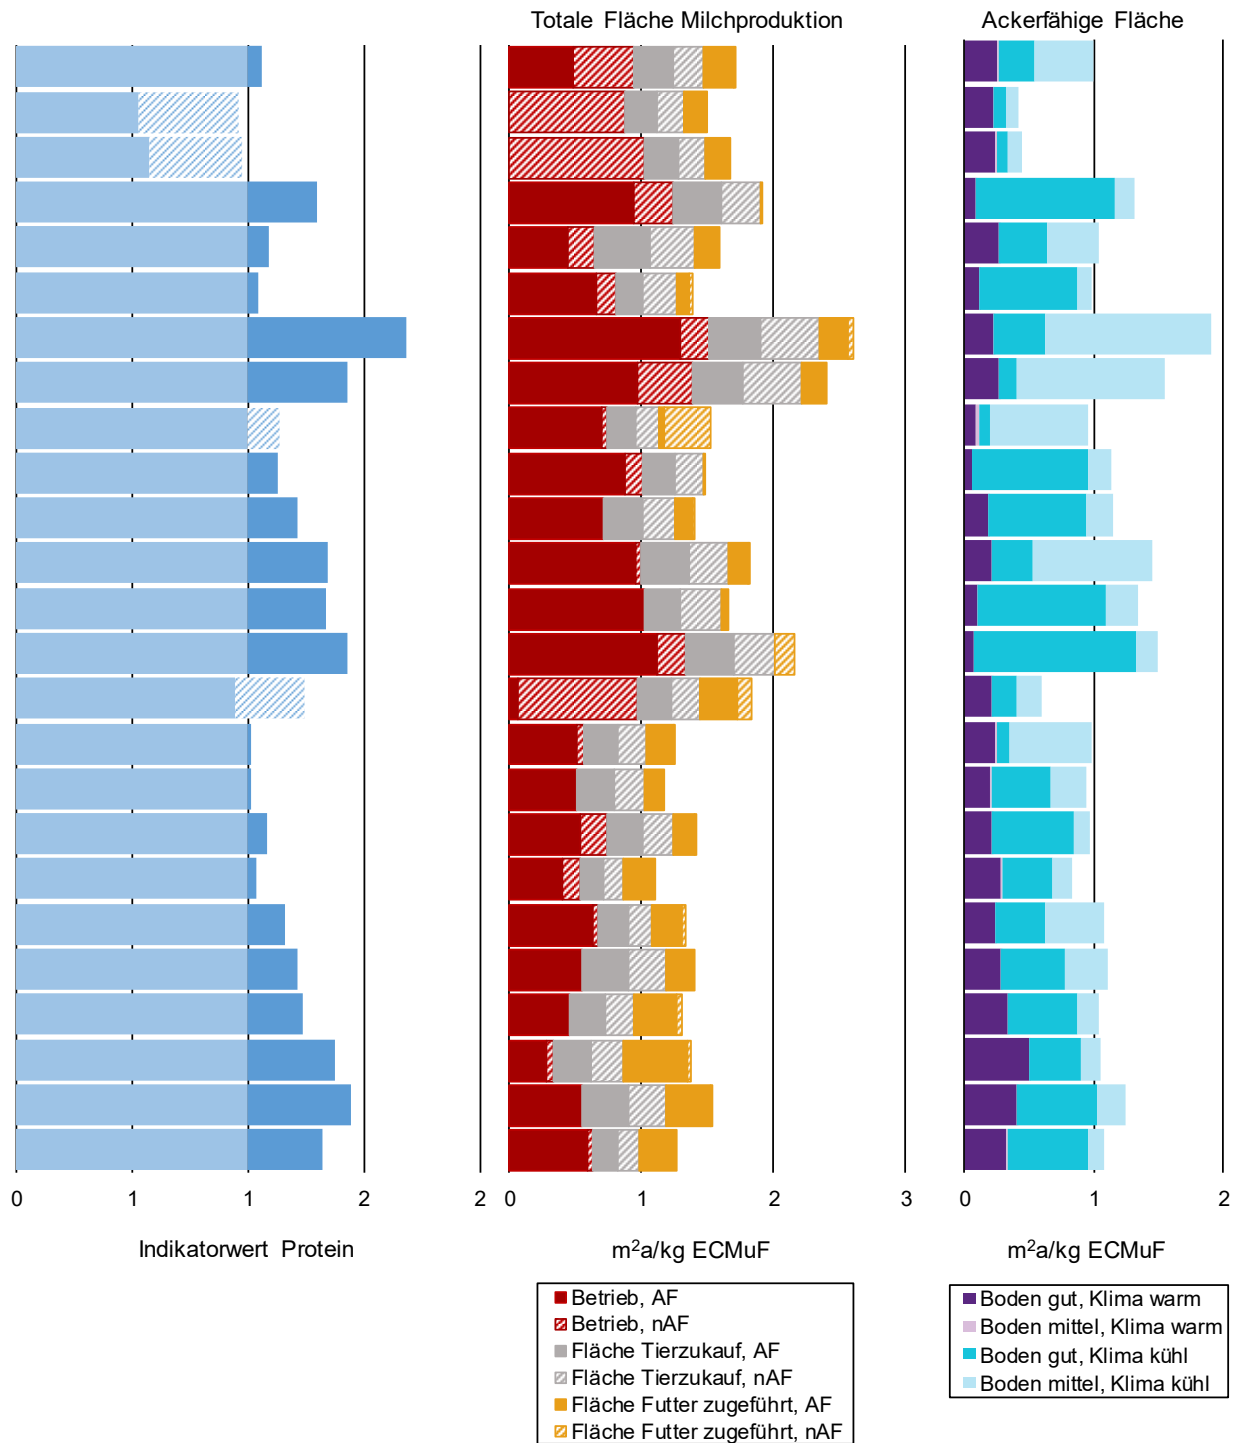 Totale Fläche Milchproduktion
Ackerfähige Fläche
0 1 1 2 2
0 1 2 3
0 1 2
Indikatorwert Protein
m²a/kg ECMuF
m²a/kg ECMuF
Betrieb, AF
Betrieb, nAF
Fläche Tierzukauf, AF
Fläche Tierzukauf, nAF
Fläche Futter zugeführt, AF
Fläche Futter zugeführt, nAF
Boden gut, Klima warm
Boden mittel, Klima warm
Boden gut, Klima kühl
Boden mittel, Klima kühl